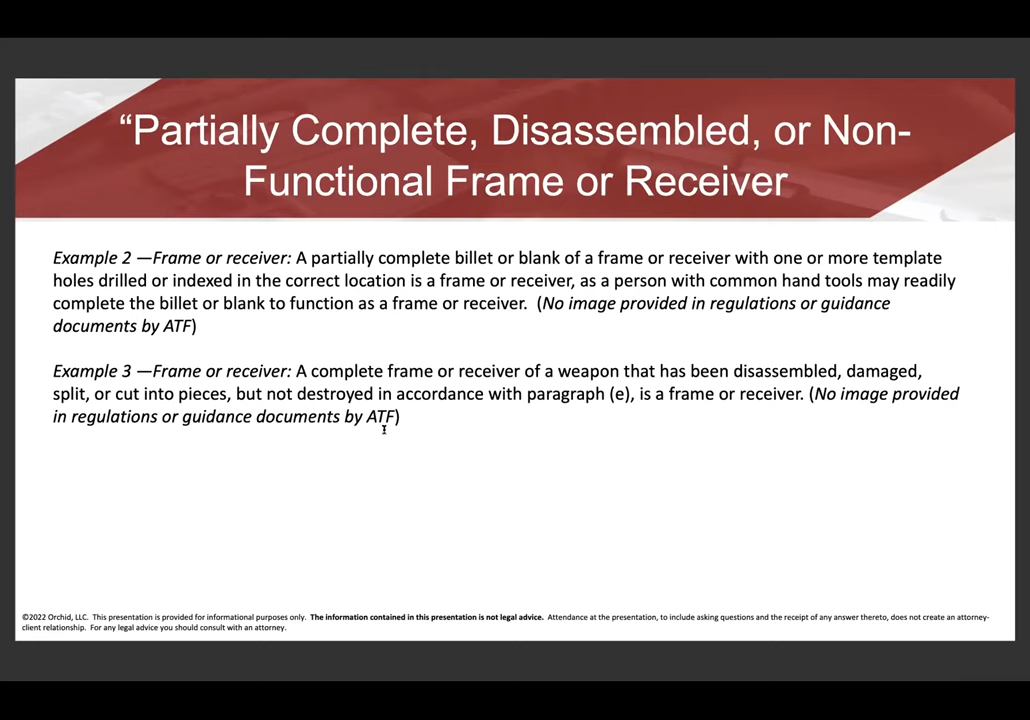 “Partially Complete, Disassembled, or Non-
Functional Frame or Receiver
Example 2 —Frame or receiver: A partially complete billet or blank of a frame or receiver with one or more template
holes drilled or indexed in the correct location is a frame or receiver, as a person with common hand tools may readily
complete the billet or blank to function as a frame or receiver.  (No image provided in regulations or guidance
documents by ATF)
Example 3 —Frame or receiver: A complete frame or receiver of a weapon that has been disassembled, damaged,
split, or cut into pieces, but not destroyed in accordance with paragraph (e), is a frame or receiver. (No image provided
in regulations or guidance documents by ATF)
©2022 Orchid, LLC.  This presentation is provided for informational purposes only.  The information contained in this presentation is not legal advice.  Attendance at the presentation, to include asking questions and the receipt of any answer thereto, does not create an attorney-
client relationship.  For any legal advice you should consult with an attorney.